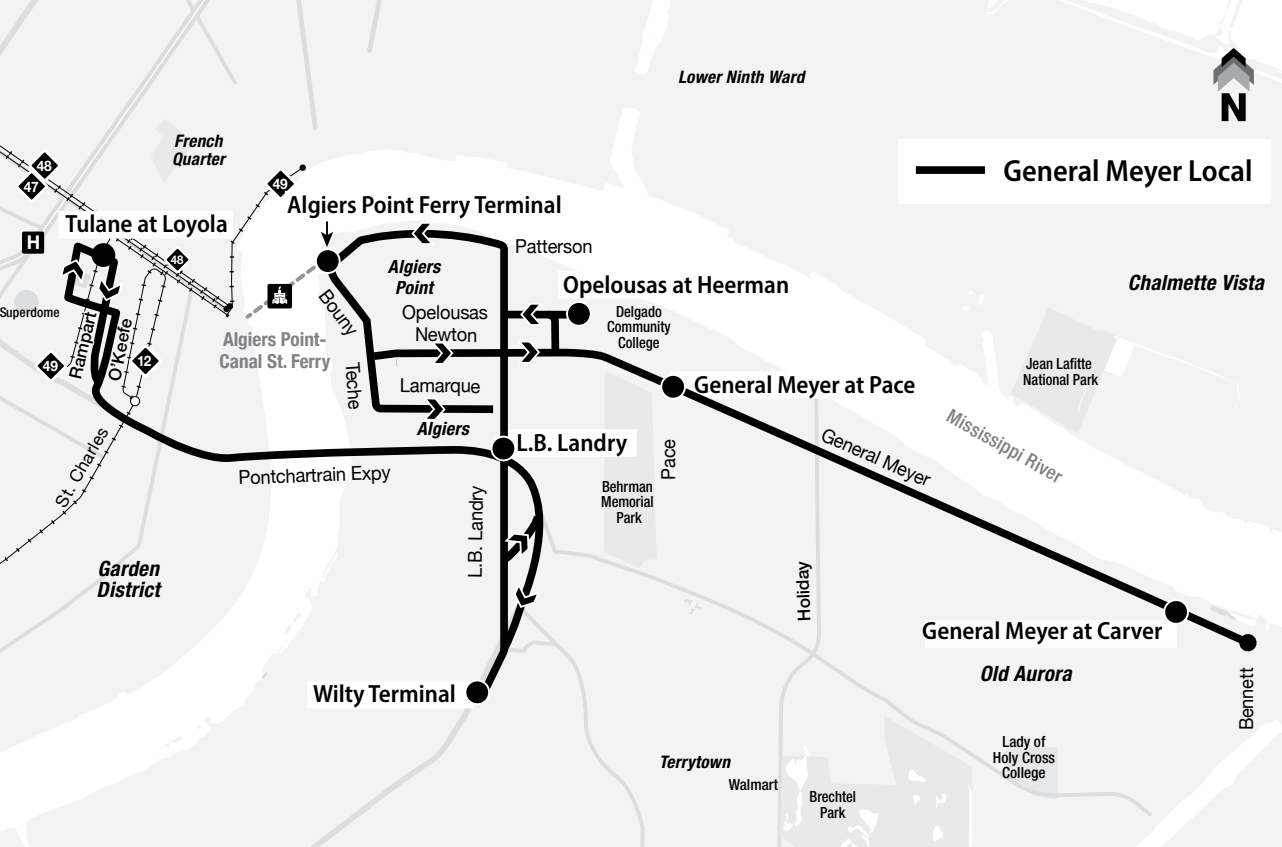 Lower Ninth Ward
N
French
Quarter
48
47
49
General Meyer Local
Algiers Point Ferry Terminal
Tulane at Loyola
H
48
Patterson
Algiers
Point
Chalmette Vista
Opelousas at Heerman
Bouny
Opelousas
Newton
Delgado
Community
College
Superdome
Algiers Point-
Canal St. Ferry
Rampart
O'Keefe
49
12
Teche
Lamarque
Algiers
General Meyer at Pace
Jean Lafitte
National Park
Mississippi River
General Meyer
L.B. Landry
Pace
St. Charles
Pontchartrain Expy
Behrman
Memorial
Park
L.B. Landry
Garden
District
Holiday
General Meyer at Carver
Old Aurora
Bennett
Wilty Terminal
Terrytown
Walmart
Brechtel
Park
Lady of
Holy Cross
College